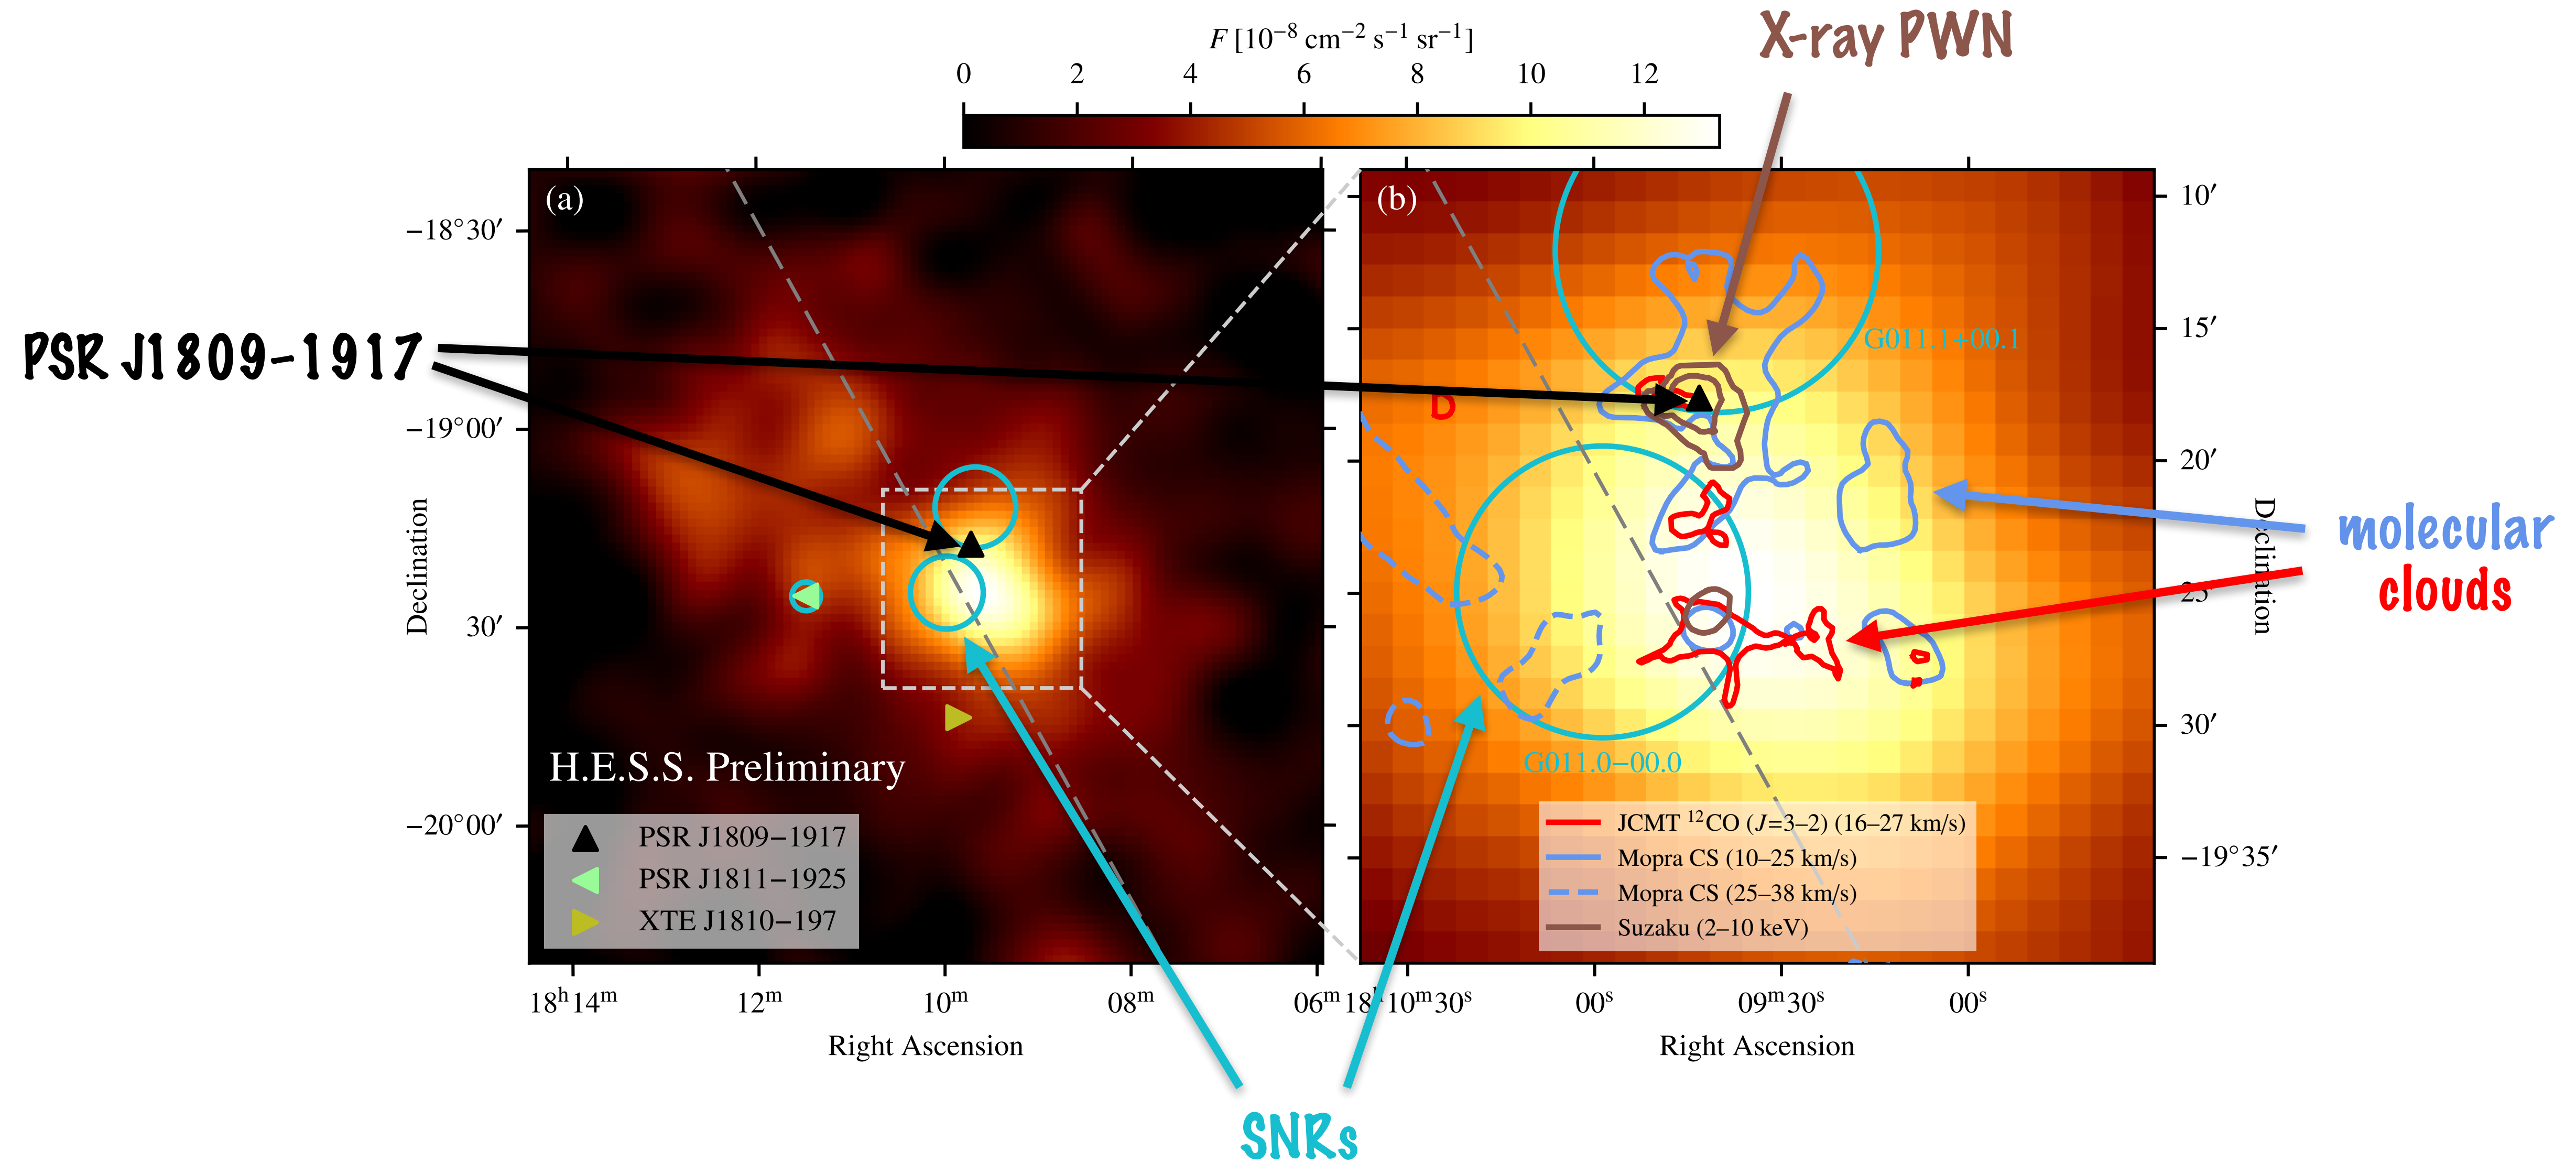 X-ray PWN
F [10−8 cm−2 s−1 sr−1]
0 2 4 6 8 10 12
(a)
(b)
−18°30′
−19°00′
30′
−20°00′
Declination
PSR J1809-1917
H.E.S.S. Preliminary
PSR J1809−1917
PSR J1811−1925
XTE J1810−197
18h14m 12m 10m 08m 06m
Right Ascension
G011.1+00.1
G011.0−00.0
JCMT 12CO (J=3–2) (16–27 km/s)
Mopra CS (10–25 km/s)
Mopra CS (25–38 km/s)
Suzaku (2–10 keV)
18h10m30s 00s 09m30s 00s
Right Ascension
10′
15′
20′
25′
30′
−19°35′
Declination
molecular
clouds
SNRs